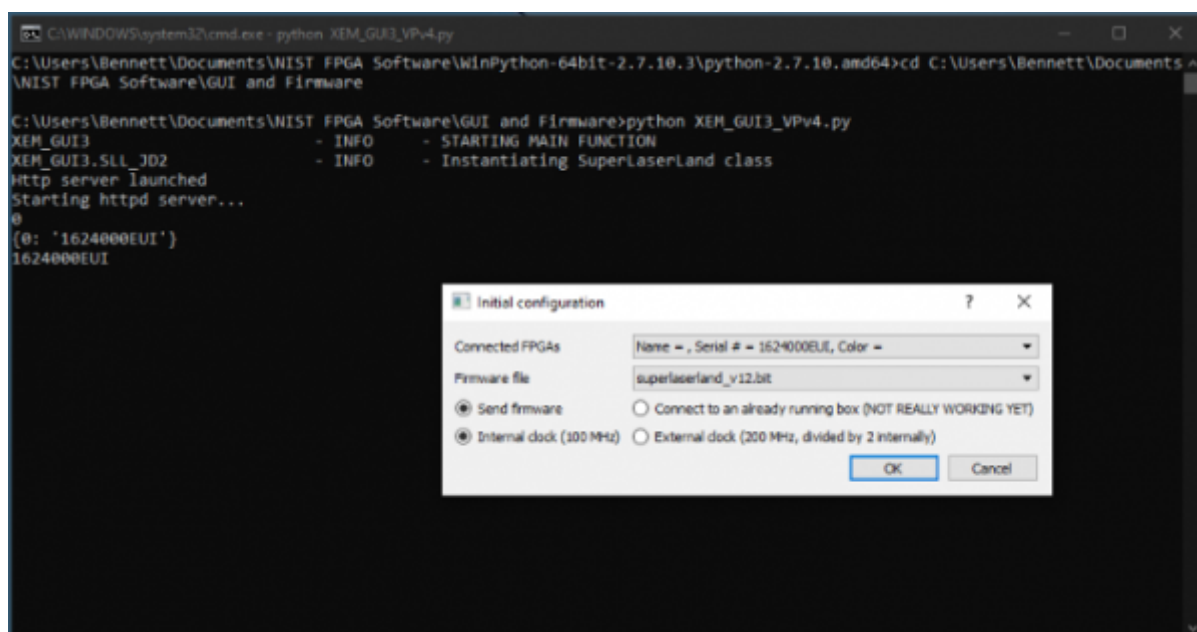 C:\WINDOWS\system32\cmd.exe - python XEM_GUI3_VPv4.py
C:\Users\Bennett\Documents\NIST FPGA Software\WinPython-64bit-2.7.10.3\python-2.7.10.amd64>cd C:\Users\Bennett\Documents
\NIST FPGA Software\GUI and Firmware
C:\Users\Bennett\Documents\NIST FPGA Software\GUI and Firmware>python XEM_GUI3_VPv4.py
XEM_GUI3 - INFO - STARTING MAIN FUNCTION
XEM_GUI3.SLL_JD2 - INFO - Instantiating SuperLaserLand class
Http server launched
Starting httpd server...
0
{0: '1624000EUI'}
1624000EUI
Initial configuration
Connected FPGAs Name = , Serial # = 1624000EUI, Color =
Firmware file superlaserland_v12.bit
Send firmware Connect to an already running box (NOT REALLY WORKING YET)
Internal clock (100 MHz) External clock (200 MHz, divided by 2 internally)
OK Cancel